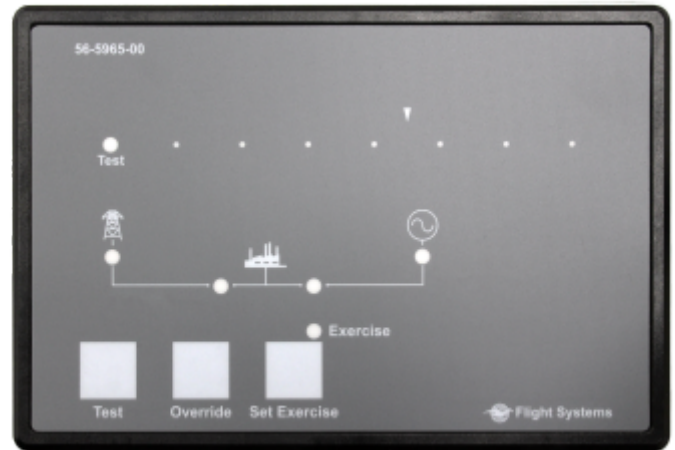 56-5965-00
Test
Exercise
Test Override Set Exercise
Flight Systems